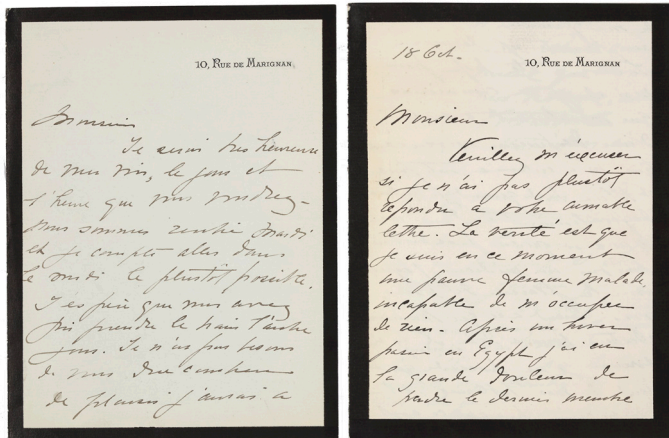 10, RUE DE MARIGNAN
Monsieur
Je serai très heureuse
de vous voir, le jour et
l'heure que vous voudrez-
Nous sommes rentré mardi
et je compte aller dans
le midi le plustôt possible.
J'espère que vous avez
pu prendre le train l'autre
jour. Je n'ai pas besoin
de vous dire combien
de plaisir j'aurai a
18 Oct-
10, RUE DE MARIGNAN
Monsieur
Veuillez m'excuser
si je n'ai pas plustôt
repondre a votre aimable
lettre. La verité est que
je suis en ce moment
une pauvre femme malade,
incapable de m'occuper
de rien. Après un hiver
passé en Egypt j'ai eu
la grande douleur de
le dernier membre